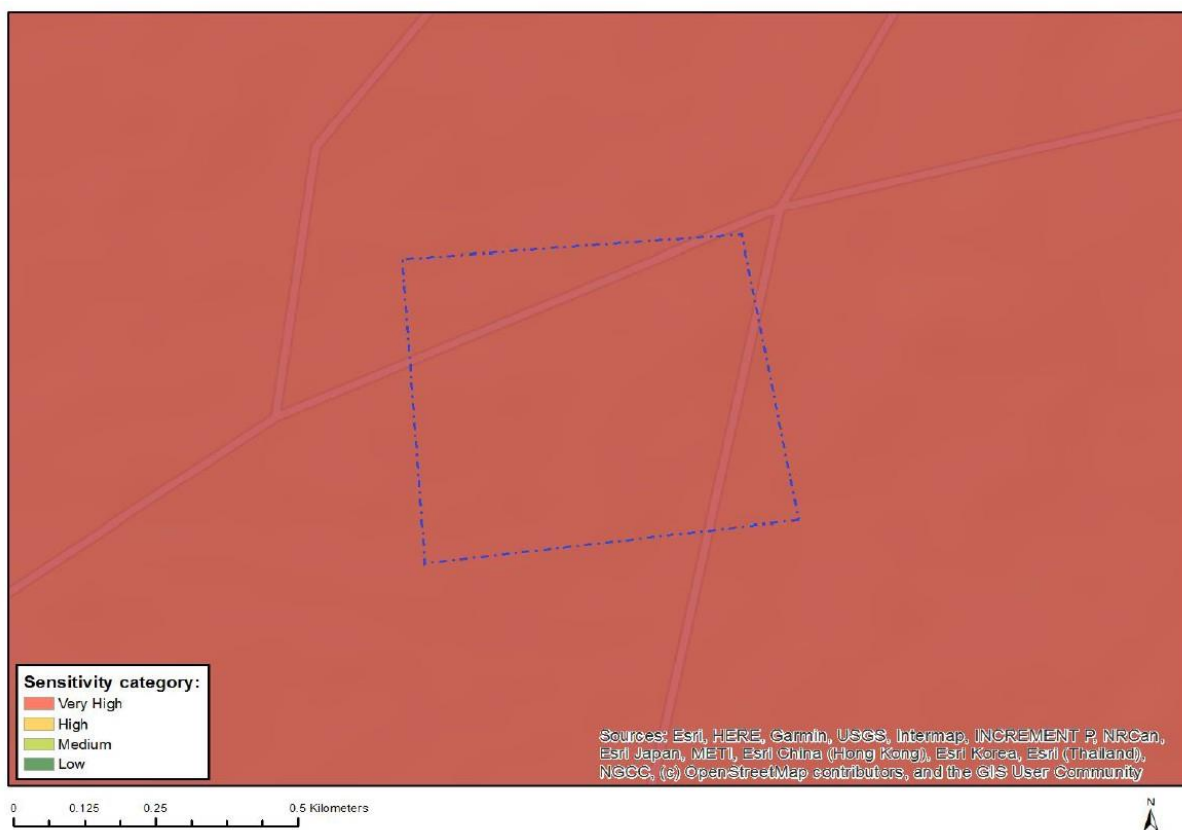 Sensitivity category:
Very High
High
Medium
Low
Sources: Esri, HERE, Garmin, USGS, Intermap, INCREMENT P, NRCan,
Esri Japan, METI, Esri China (Hong Kong), Esri Korea, Esri (Thailand),
NGCC, (c) OpenStreetMap contributors, and the GIS User Community
0 0.125 0.25 0.5 Kilometers
N